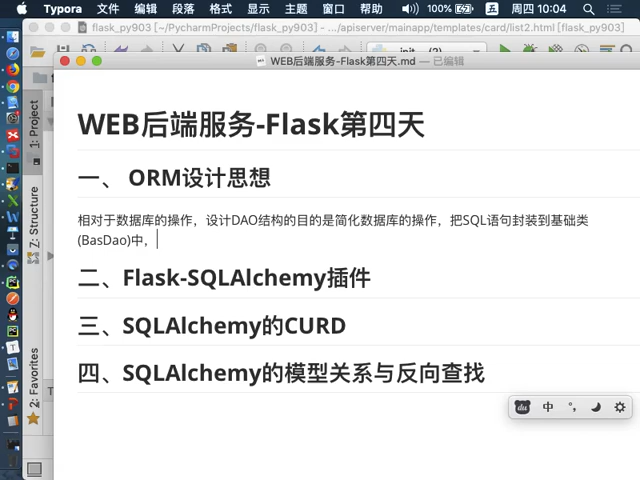 Typora 文件 编辑 段落 格式 显示 主题 窗口 帮助 100% 五 周四 10:04
flask_py903 [~/PycharmProjects/flask_py903] - .../apiserver/mainapp/templates/card/list2.html [flask_py903]
WEB后端服务-Flask第四天.md — 已编辑
1: Project
Z: Structure
2: Favorites
WEB后端服务-Flask第四天
一、 ORM设计思想
相对于数据库的操作，设计DAO结构的目的是简化数据库的操作，把SQL语句封装到基础类
(BasDao)中，
二、Flask-SQLAlchemy插件
三、SQLAlchemy的CURD
四、SQLAlchemy的模型关系与反向查找
du 中 °,